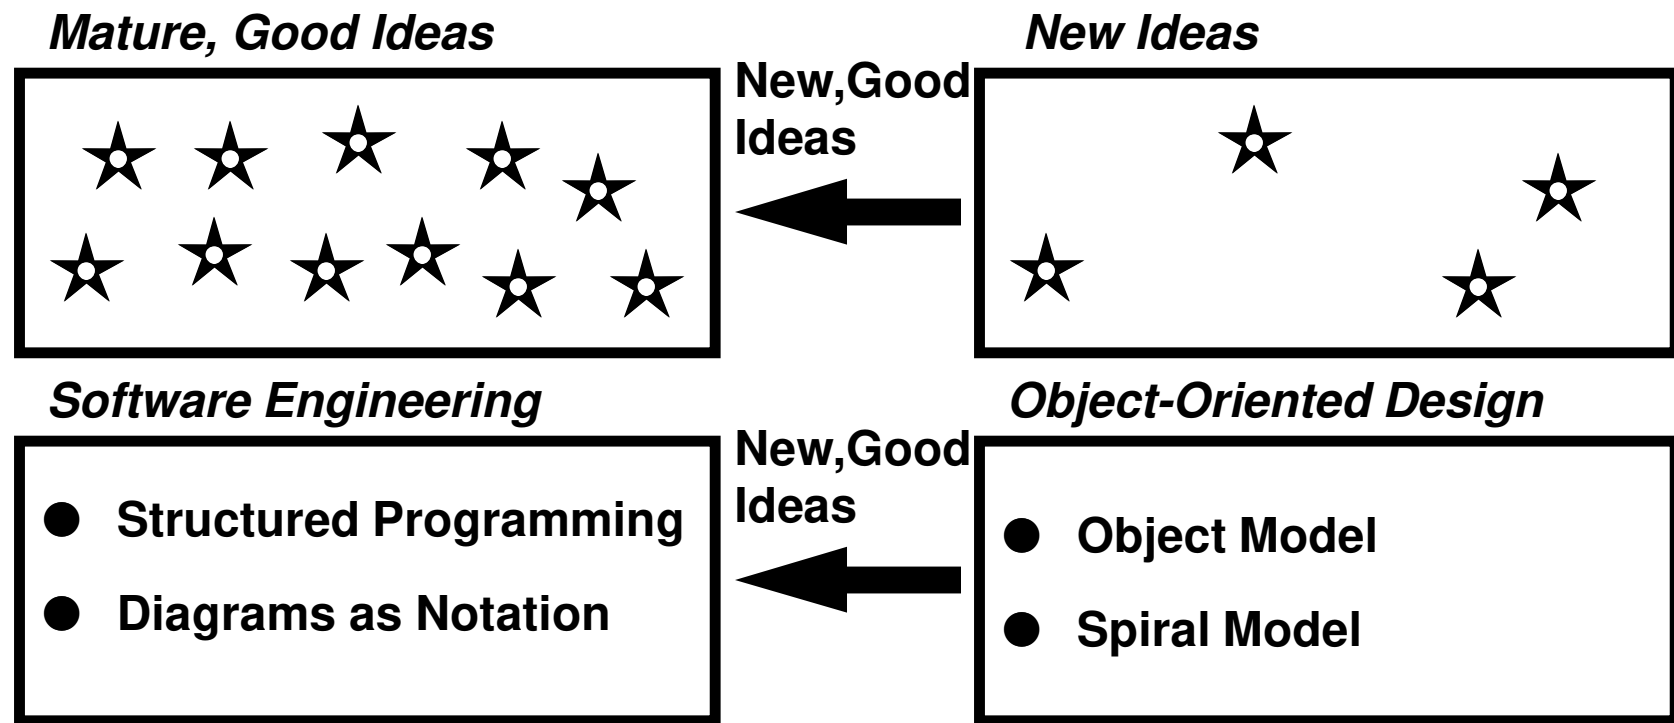 Mature, Good Ideas
New Ideas
New,Good
Ideas
Software Engineering
Object-Oriented Design
New,Good
Ideas
● Structured Programming
● Diagrams as Notation
● Object Model
● Spiral Model